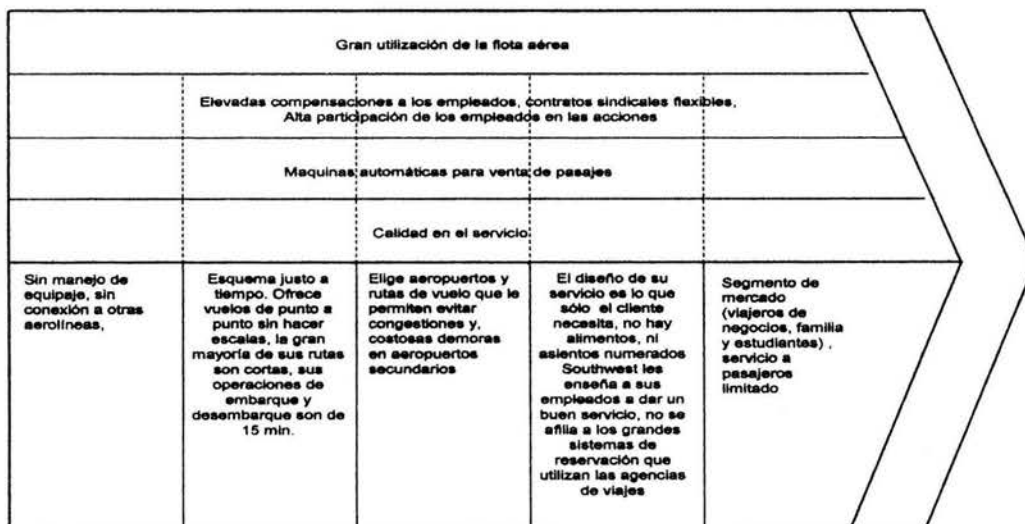 Gran utilización de la flota aérea
Elevadas compensaciones a los empleados, contratos sindicales flexibles,
Alta participación de los empleados en las acciones
Maquinas automáticas para venta de pasajes
Calidad en el servicio
Sin manejo de
equipaje, sin
conexión a otras
aerolíneas,
Esquema justo a
tiempo. Ofrece
vuelos de punto a
punto sin hacer
escalas, la gran
mayoría de sus rutas
son cortas, sus
operaciones de
embarque y
desembarque son de
15 min.
Elige aeropuertos y
rutas de vuelo que le
permiten evitar
congestiones y,
costosas demoras
en aeropuertos
secundarios
El diseño de su
servicio es lo que
sólo el cliente
necesita, no hay
alimentos, ni
asientos numerados
Southwest les
enseña a sus
empleados a dar un
buen servicio, no se
afilia a los grandes
sistemas de
reservación que
utilizan las agencias
de viajes
Segmento de
mercado
(viajeros de
negocios, familia
y estudiantes) ,
servicio a
pasajeros
limitado